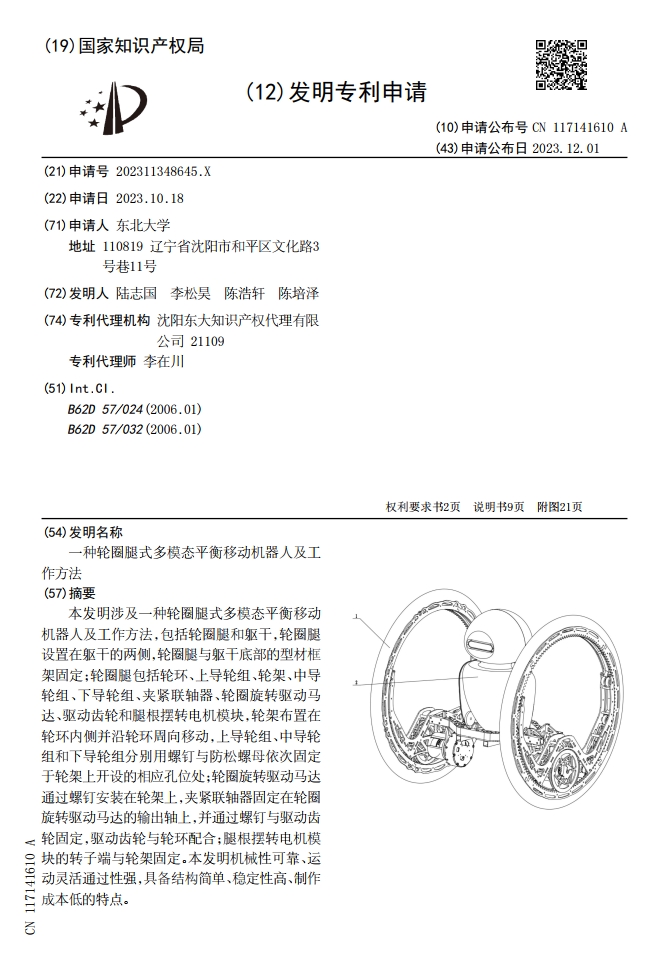 (19)国家知识产权局
(12)发明专利申请
(10)申请公布号 CN 117141610 A
(43)申请公布日 2023.12.01
(21)申请号 202311348645.X
(22)申请日 2023.10.18
(71)申请人 东北大学
地址 110819 辽宁省沈阳市和平区文化路3
号巷11号
(72)发明人 陆志国 李松昊 陈浩轩 陈培泽
(74)专利代理机构 沈阳东大知识产权代理有限
公司 21109
专利代理师 李在川
(51)Int.Cl.
B62D 57/024(2006.01)
B62D 57/032(2006.01)
权利要求书2页 说明书9页 附图21页
(54)发明名称
一种轮圈腿式多模态平衡移动机器人及工
作方法
(57)摘要
本发明涉及一种轮圈腿式多模态平衡移动
机器人及工作方法,包括轮圈腿和躯干,轮圈腿
设置在躯干的两侧,轮圈腿与躯干底部的型材框
架固定;轮圈腿包括轮环、上导轮组、轮架、中导
轮组、下导轮组、夹紧联轴器、轮圈旋转驱动马
达、驱动齿轮和腿根摆转电机模块,轮架布置在
轮环内侧并沿轮环周向移动,上导轮组、中导轮
组和下导轮组分别用螺钉与防松螺母依次固定
于轮架上开设的相应孔位处;轮圈旋转驱动马达
通过螺钉安装在轮架上,夹紧联轴器固定在轮圈
旋转驱动马达的输出轴上,并通过螺钉与驱动齿
轮固定,驱动齿轮与轮环配合;腿根摆转电机模
块的转子端与轮架固定。本发明机械性可靠、运
动灵活通过性强,具备结构简单、稳定性高、制作
成本低的特点。
CN 117141610 A